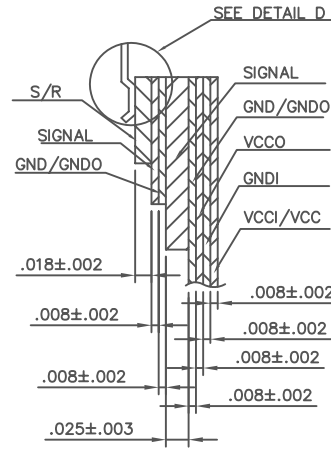 SEE DETAIL D
SIGNAL
S/R
GND/GNDO
SIGNAL
VCCO
GND/GNDO
GNDI
VCCI/VCC
.018±.002
.008±.002
.008±.002
.008±.002
.008±.002
.008±.002
.008±.002
.025±.003